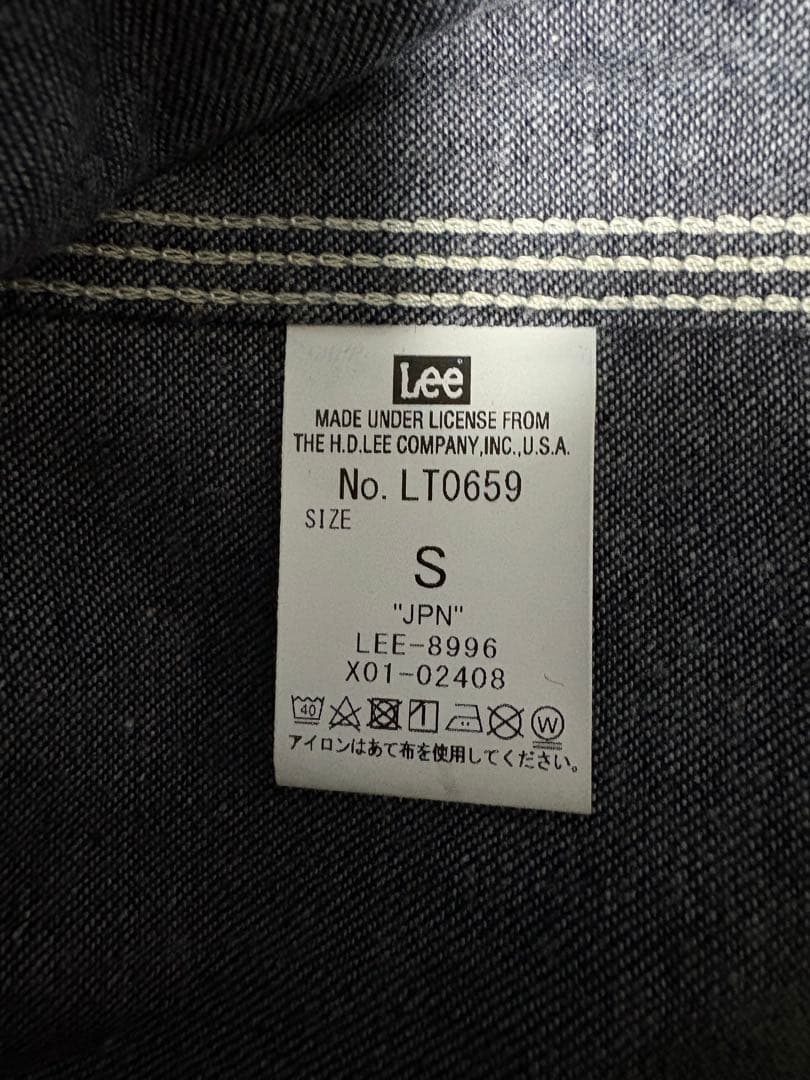 Lee
MADE UNDER LICENSE FROM
THE H.D.LEE COMPANY,INC.,U.S.A.
No. LT0659
SIZE
S
"JPN"
LEE-8996
X01-02408
40 W
アイロンはあて布を使用してください。